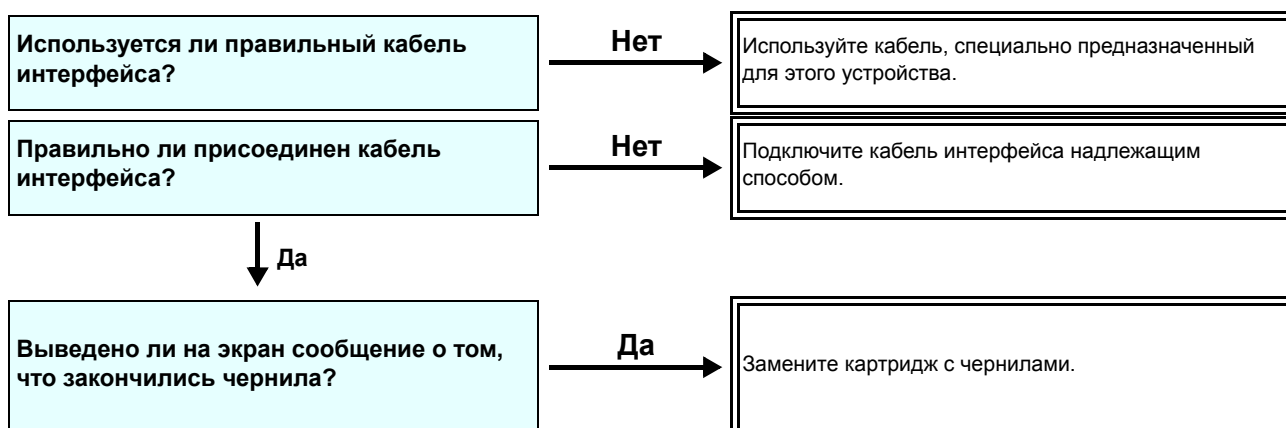 Используется ли правильный кабель
интерфейса?
Нет
Используйте кабель, специально предназначенный
для этого устройства.
Правильно ли присоединен кабель
интерфейса?
Нет
Подключите кабель интерфейса надлежащим
способом.
Да
Выведено ли на экран сообщение о том,
что закончились чернила?
Да
Замените картридж с чернилами.